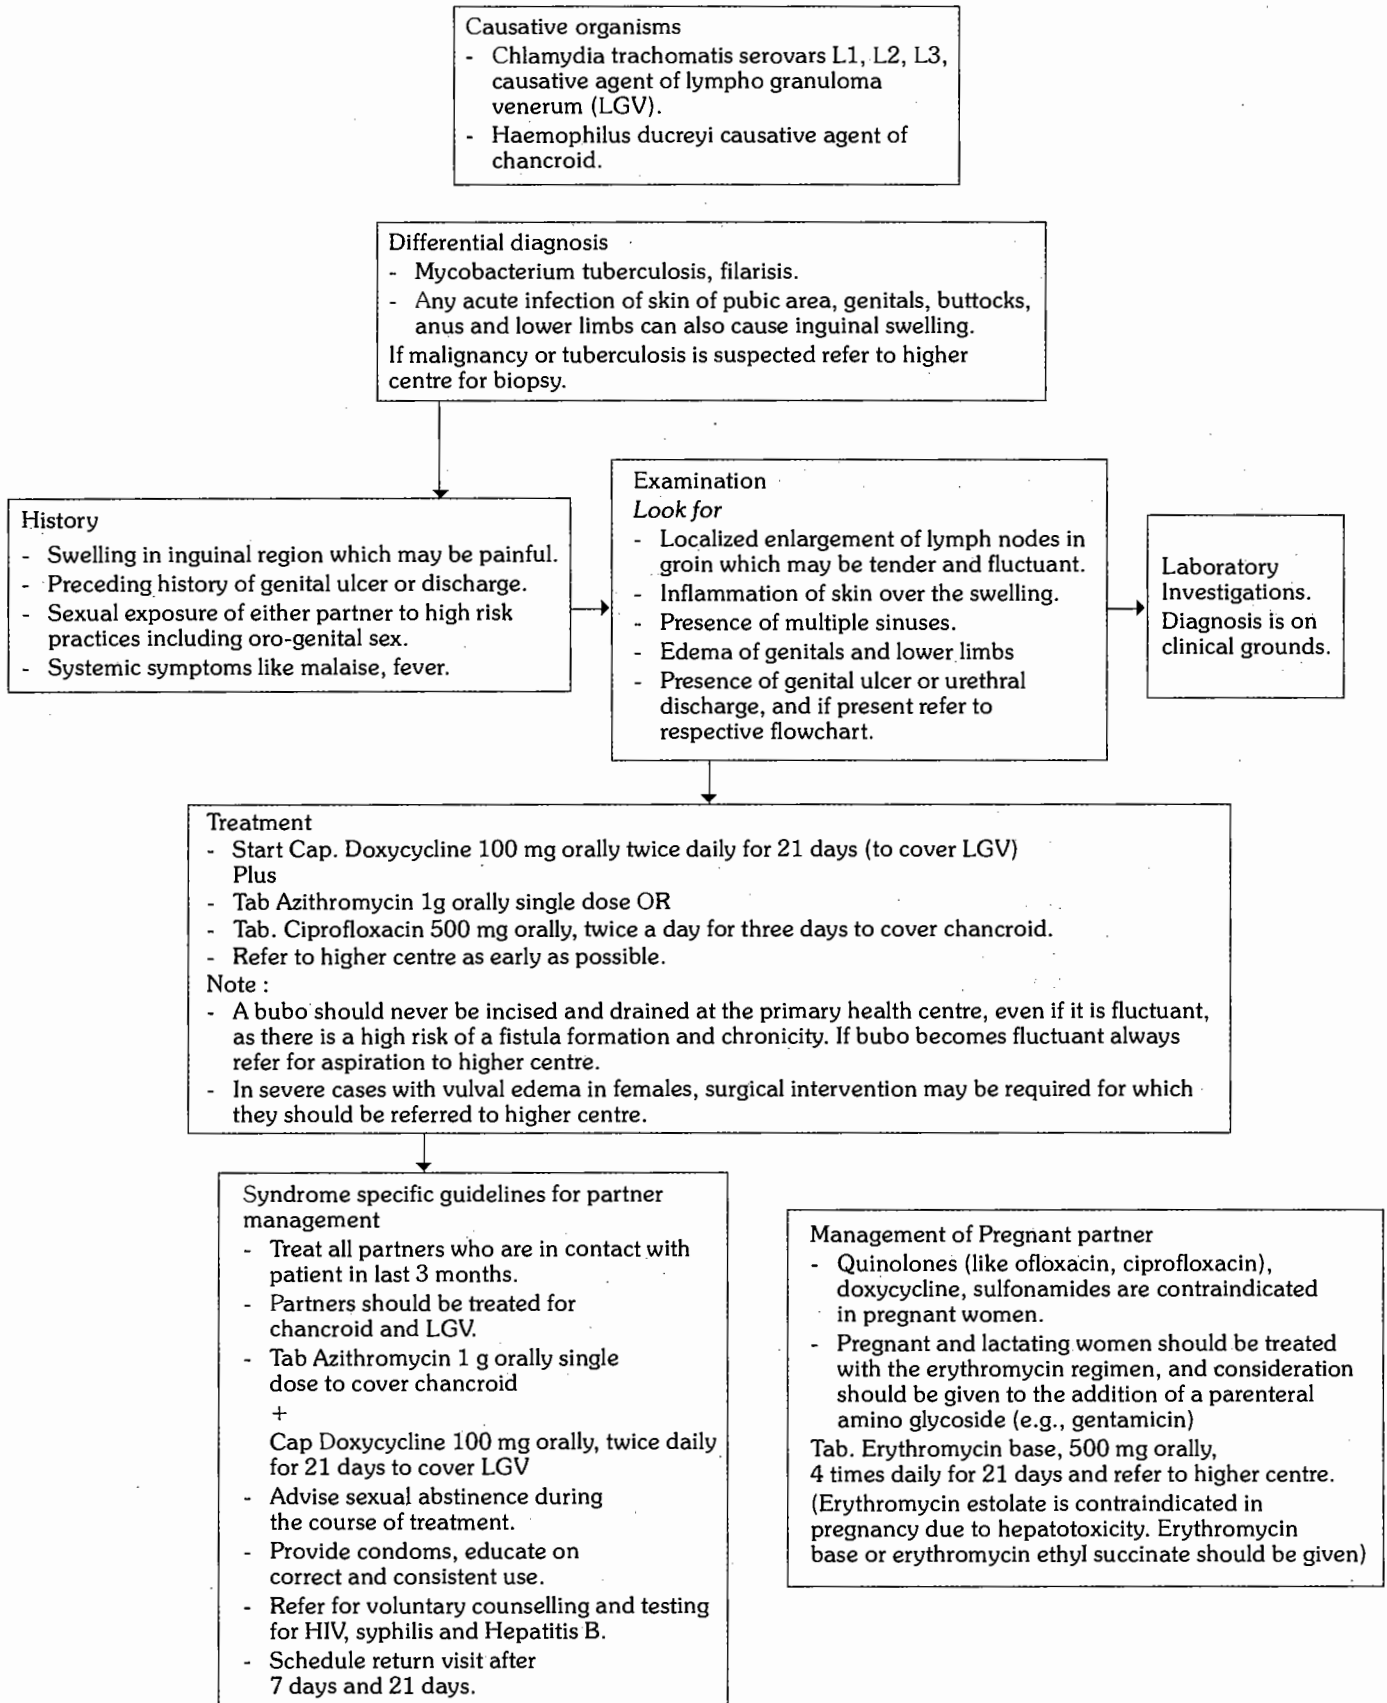 Causative organisms
- Chlamydia trachomatis serovars L1, L2, L3,
causative agent of lympho granuloma
venerum (LGV).
- Haemophilus ducreyi causative agent of
chancroid.
Differential diagnosis
- Mycobacterium tuberculosis, filarisis.
- Any acute infection of skin of pubic area, genitals, buttocks,
anus and lower limbs can also cause inguinal swelling.
If malignancy or tuberculosis is suspected refer to higher
centre for biopsy.
History
- Swelling in inguinal region which may be painful.
- Preceding history of genital ulcer or discharge.
- Sexual exposure of either partner to high risk
practices including oro-genital sex.
- Systemic symptoms like malaise, fever.
Examination
Look for
- Localized enlargement of lymph nodes in
groin which may be tender and fluctuant.
- Inflammation of skin over the swelling.
- Presence of multiple sinuses.
- Edema of genitals and lower limbs
- Presence of genital ulcer or urethral
discharge, and if present refer to
respective flowchart.
Laboratory
Investigations.
Diagnosis is on
clinical grounds.
Treatment
- Start Cap. Doxycycline 100 mg orally twice daily for 21 days (to cover LGV)
Plus
- Tab Azithromycin 1g orally single dose OR
- Tab. Ciprofloxacin 500 mg orally, twice a day for three days to cover chancroid.
- Refer to higher centre as early as possible.
Note :
- A bubo should never be incised and drained at the primary health centre, even if it is fluctuant,
as there is a high risk of a fistula formation and chronicity. If bubo becomes fluctuant always
refer for aspiration to higher centre.
- In severe cases with vulval edema in females, surgical intervention may be required for which
they should be referred to higher centre.
Syndrome specific guidelines for partner
management
- Treat all partners who are in contact with
patient in last 3 months.
- Partners should be treated for
chancroid and LGV.
- Tab Azithromycin 1 g orally single
dose to cover chancroid
+
Cap Doxycycline 100 mg orally, twice daily
for 21 days to cover LGV
- Advise sexual abstinence during
the course of treatment.
- Provide condoms, educate on
correct and consistent use.
- Refer for voluntary counselling and testing
for HIV, syphilis and Hepatitis B.
- Schedule return visit after
7 days and 21 days.
Management of Pregnant partner
- Quinolones (like ofloxacin, ciprofloxacin),
doxycycline, sulfonamides are contraindicated
in pregnant women.
- Pregnant and lactating women should be treated
with the erythromycin regimen, and consideration
should be given to the addition of a parenteral
amino glycoside (e.g., gentamicin)
Tab. Erythromycin base, 500 mg orally,
4 times daily for 21 days and refer to higher centre.
(Erythromycin estolate is contraindicated in
pregnancy due to hepatotoxicity. Erythromycin
base or erythromycin ethyl succinate should be given)